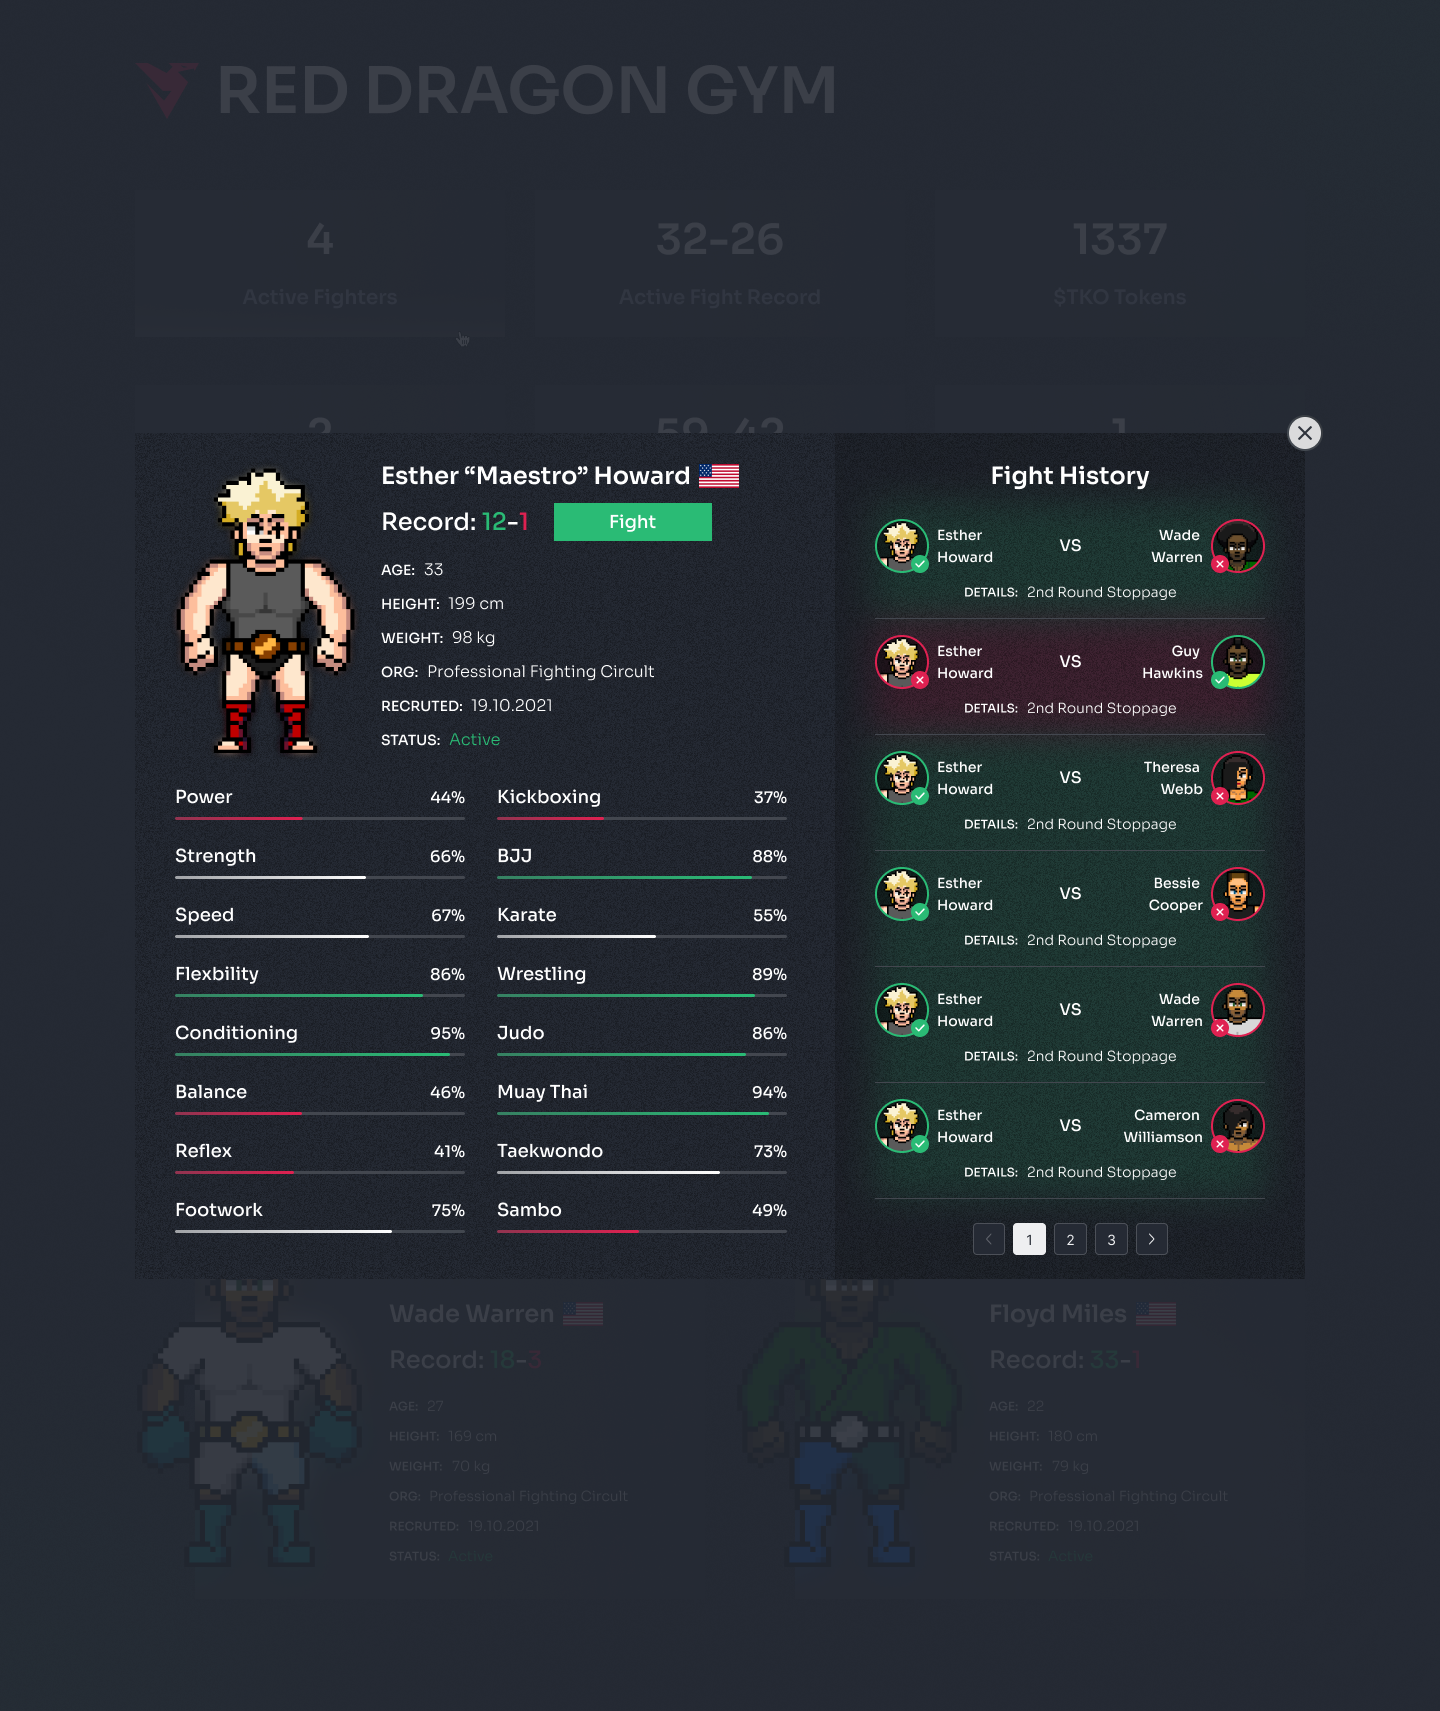 RED DRAGON GYM
4
32-26
1337
Active Fighters
Active Fight Record
$TKO Tokens
2
59-42
1
Esther “Maestro” Howard
Record: 12-1
Fight
AGE: 33
HEIGHT: 199 cm
WEIGHT: 98 kg
ORG: Professional Fighting Circult
RECRUTED: 19.10.2021
STATUS: Active
Power 44%
Strength 66%
Speed 67%
Flexbility 86%
Conditioning 95%
Balance 46%
Reflex 41%
Footwork 75%
Kickboxing 37%
BJJ 88%
Karate 55%
Wrestling 89%
Judo 86%
Muay Thai 94%
Taekwondo 73%
Sambo 49%
Fight History
Esther
Howard
VS
Wade
Warren
DETAILS: 2nd Round Stoppage
Esther
Howard
VS
Guy
Hawkins
DETAILS: 2nd Round Stoppage
Esther
Howard
VS
Theresa
Webb
DETAILS: 2nd Round Stoppage
Esther
Howard
VS
Bessie
Cooper
DETAILS: 2nd Round Stoppage
Esther
Howard
VS
Wade
Warren
DETAILS: 2nd Round Stoppage
Esther
Howard
VS
Cameron
Williamson
DETAILS: 2nd Round Stoppage
1 2 3
Wade Warren
Record: 18-3
AGE: 27
HEIGHT: 169 cm
WEIGHT: 70 kg
ORG: Professional Fighting Circult
RECRUTED: 19.10.2021
STATUS: Active
Floyd Miles
Record: 33-1
AGE: 22
HEIGHT: 180 cm
WEIGHT: 79 kg
ORG: Professional Fighting Circult
RECRUTED: 19.10.2021
STATUS: Active